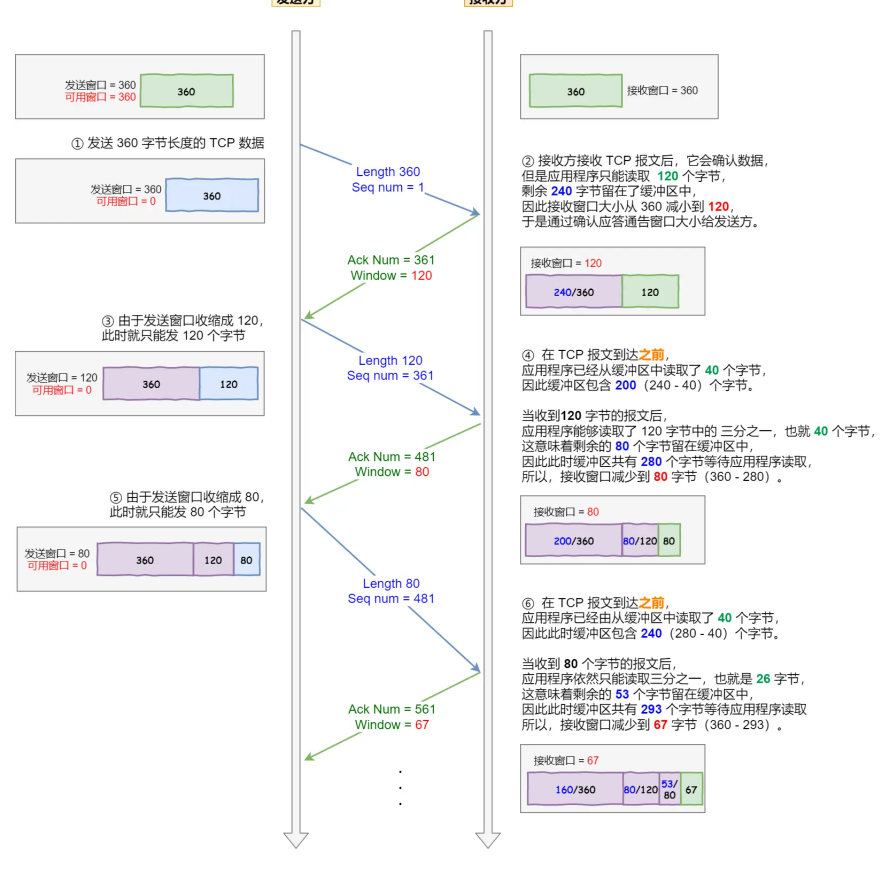 发送方
接收方
发送窗口 = 360
可用窗口 = 360
360
360
接收窗口 = 360
① 发送 360 字节长度的 TCP 数据
发送窗口 = 360
可用窗口 = 0
360
Length 360
Seq num = 1
② 接收方接收 TCP 报文后，它会确认数据，
但是应用程序只能读取 120 个字节，
剩余 240 字节留在了缓冲区中，
因此接收窗口大小从 360 减小到 120，
于是通过确认应答通告窗口大小给发送方。
Ack Num = 361
Window = 120
接收窗口 = 120
240/360
120
③ 由于发送窗口收缩成 120，
此时就只能发 120 个字节
发送窗口 = 120
可用窗口 = 0
360
120
Length 120
Seq num = 361
④ 在 TCP 报文到达之前，
应用程序已经从缓冲区中读取了 40 个字节，
因此缓冲区包含 200（240 - 40）个字节。
当收到120 字节的报文后，
应用程序能够读取了 120 字节中的 三分之一，也就 40 个字节，
这意味着剩余的 80 个字节留在缓冲区中，
因此此时缓冲区共有 280 个字节等待应用程序读取，
所以，接收窗口减少到 80 字节（360 - 280）。
Ack Num = 481
Window = 80
接收窗口 = 80
200/360
80/120
80
⑤ 由于发送窗口收缩成 80，
此时就只能发 80 个字节
发送窗口 = 80
可用窗口 = 0
360
120
80
Length 80
Seq num = 481
⑥ 在 TCP 报文到达之前，
应用程序已经由从缓冲区中读取了 40 个字节，
因此此时缓冲区包含 240（280 - 40）个字节。
当收到 80 个字节的报文后，
应用程序依然只能读取三分之一，也就是 26 字节，
这意味着剩余的 53 个字节留在缓冲区中，
因此此时缓冲区共有 293 个字节等待应用程序读取
所以，接收窗口减少到 67 字节（360 - 293）。
Ack Num = 561
Window = 67
接收窗口 = 67
160/360
80/120
53/
80
67